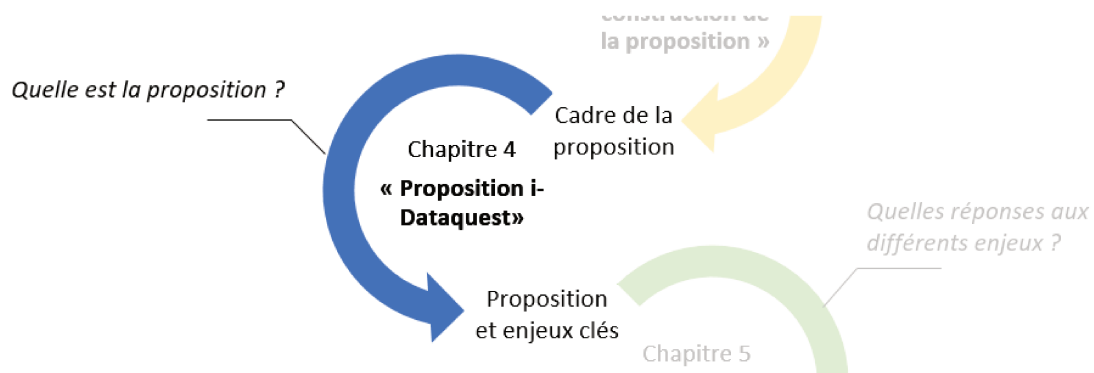 construction de
la proposition »
Quelle est la proposition ?
Cadre de la
proposition
Chapitre 4
« Proposition i-
Dataquest»
Quelles réponses aux
différents enjeux ?
Proposition
et enjeux clés
Chapitre 5